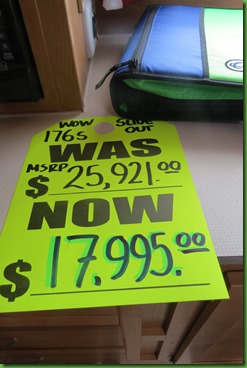 WOW SLIDE
176s OUT
WAS
MSRP $ 25,921.00
NOW
$ 17.995.00